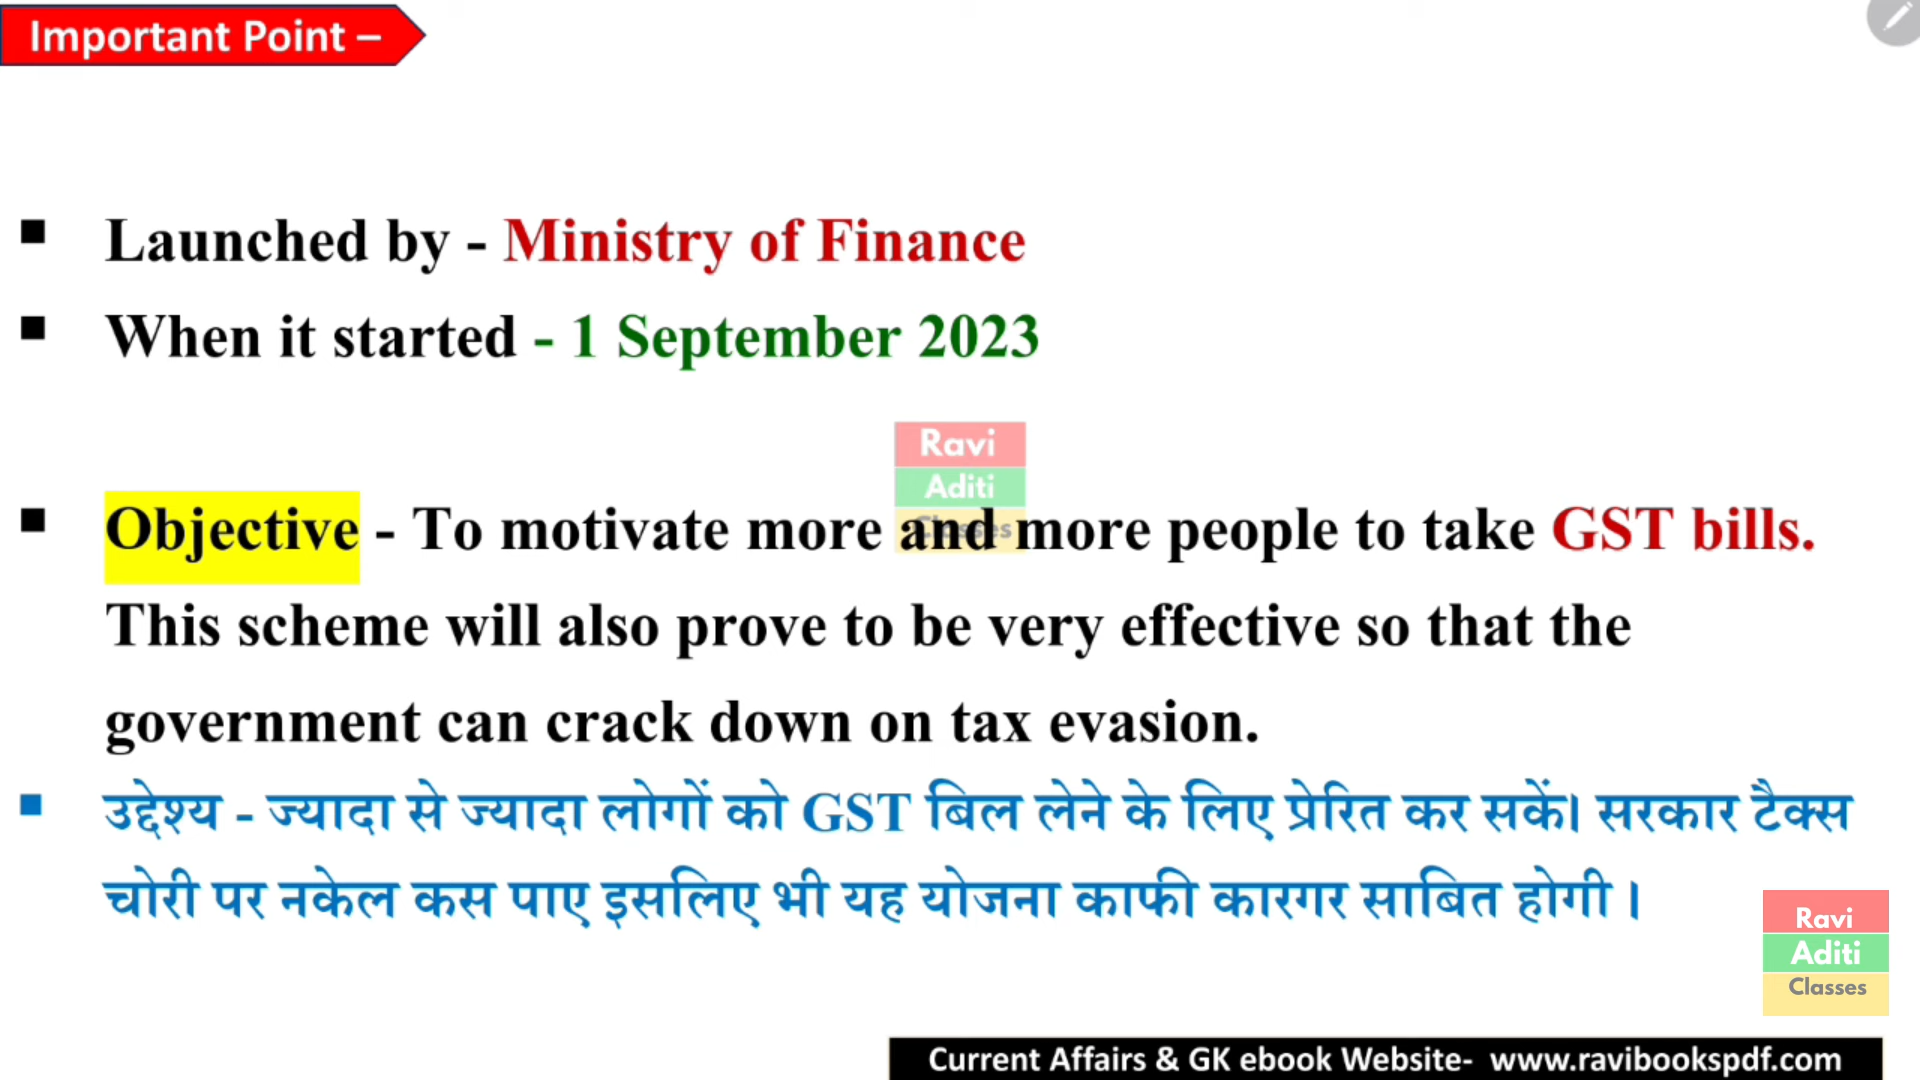 Important Point –
Launched by - Ministry of Finance
When it started - 1 September 2023
Ravi
Aditi
Classes
Objective - To motivate more and more people to take GST bills.
This scheme will also prove to be very effective so that the
government can crack down on tax evasion.
उद्देश्य - ज्यादा से ज्यादा लोगों को GST बिल लेने के लिए प्रेरित कर सकें। सरकार टैक्स
चोरी पर नकेल कस पाए इसलिए भी यह योजना काफी कारगर साबित होगी ।
Ravi
Aditi
Classes
Current Affairs & GK ebook Website- www.ravibookspdf.com